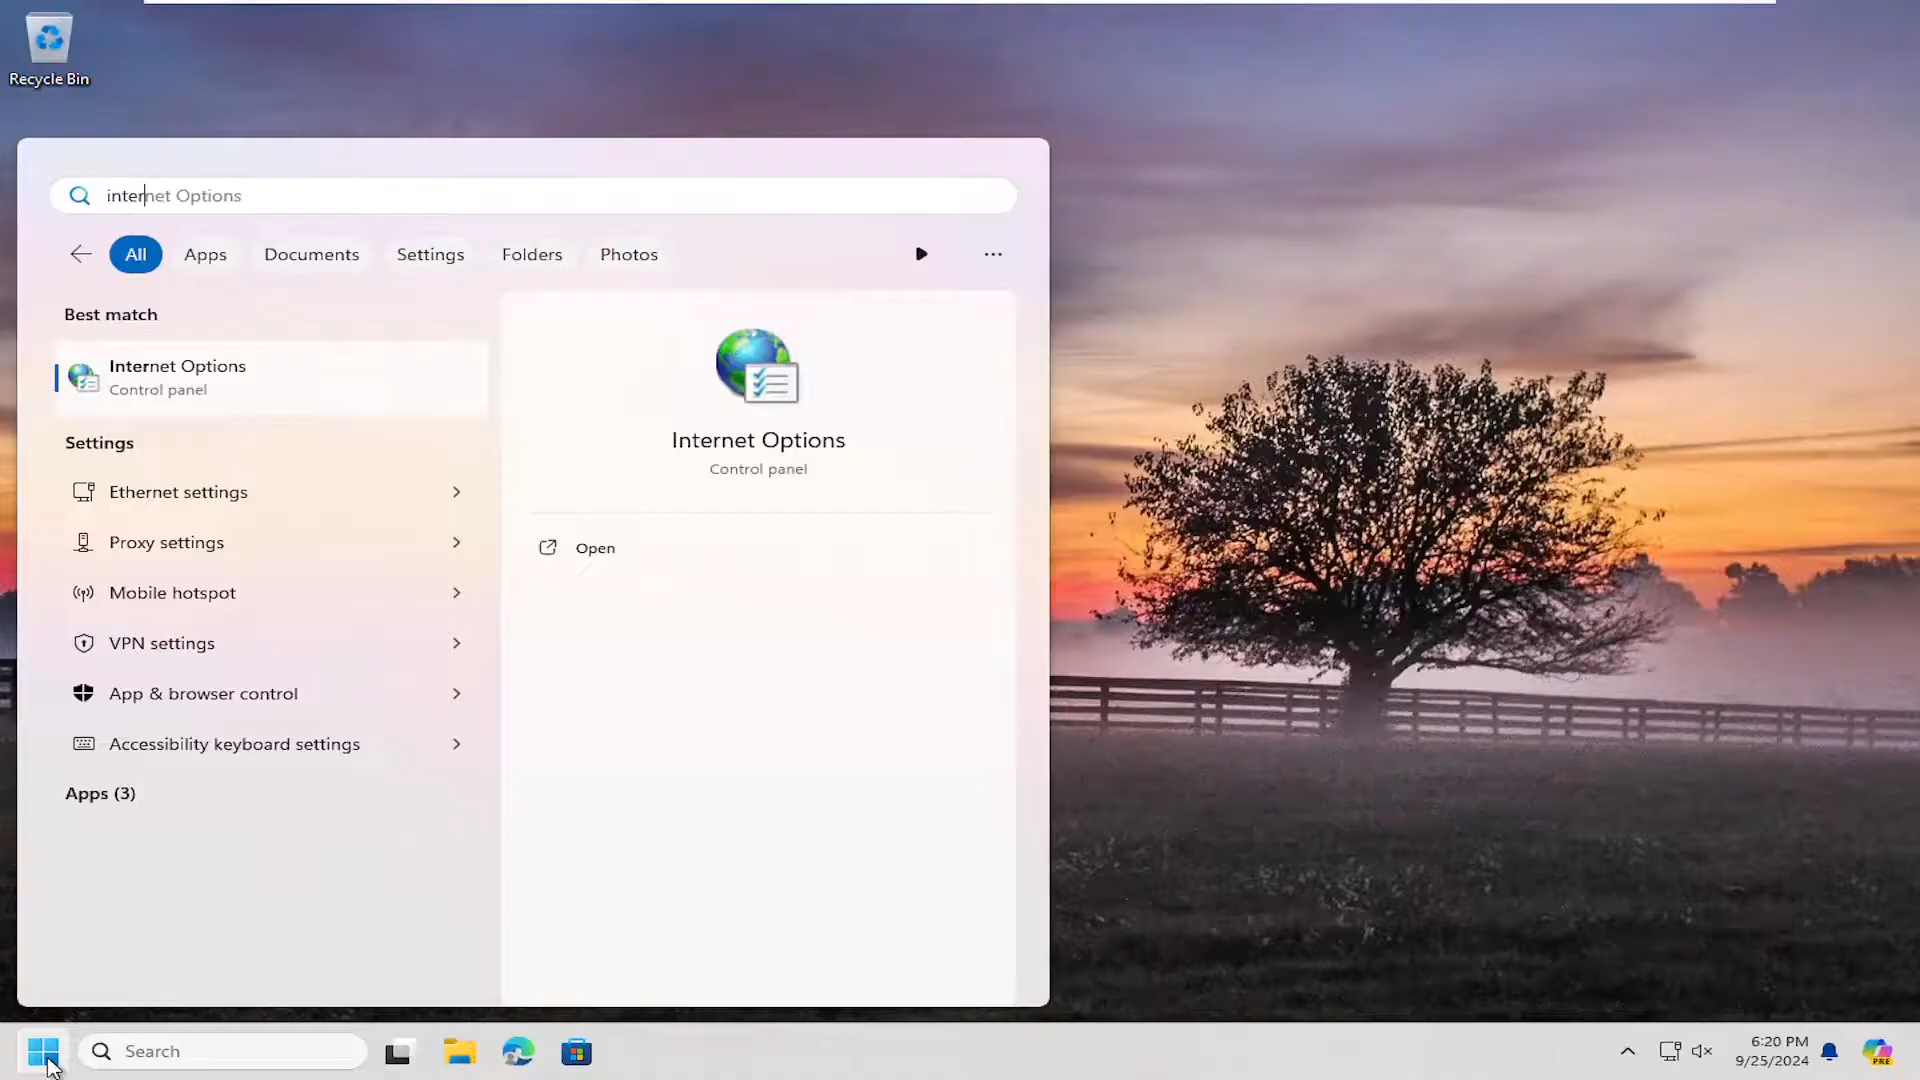 Recycle Bin
internet Options
All
Apps
Documents
Settings
Folders
Photos
Best match
Internet Options
Control panel
Settings
Ethernet settings
Proxy settings
Mobile hotspot
VPN settings
App & browser control
Accessibility keyboard settings
Apps (3)
Internet Options
Control panel
Open
Search
6:20 PM
9/25/2024
PRE